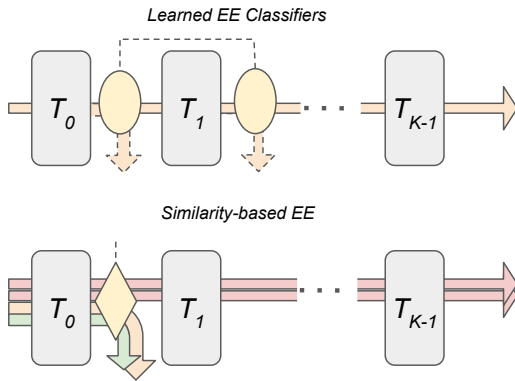 Learned EE Classifiers
T0 T1 ... TK-1
Similarity-based EE
T0 T1 ... TK-1